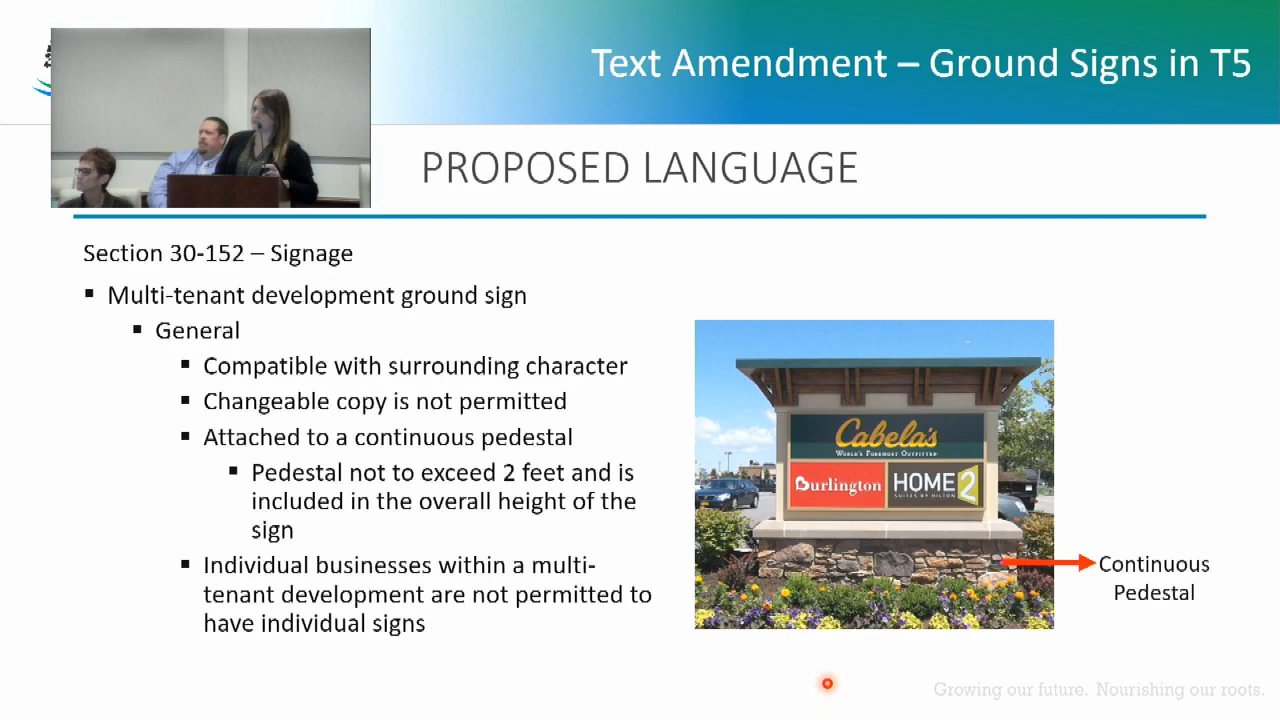 Text Amendment – Ground Signs in T5
PROPOSED LANGUAGE
Section 30-152 – Signage
▪ Multi-tenant development ground sign
▪ General
▪ Compatible with surrounding character
▪ Changeable copy is not permitted
▪ Attached to a continuous pedestal
▪ Pedestal not to exceed 2 feet and is
included in the overall height of the
sign
▪ Individual businesses within a multi-
tenant development are not permitted to
have individual signs
Cabela's
WORLD'S FOREMOST OUTFITTER
Burlington
HOME2
SUITES BY HILTON
Continuous
Pedestal
Growing our future. Nourishing our roots.